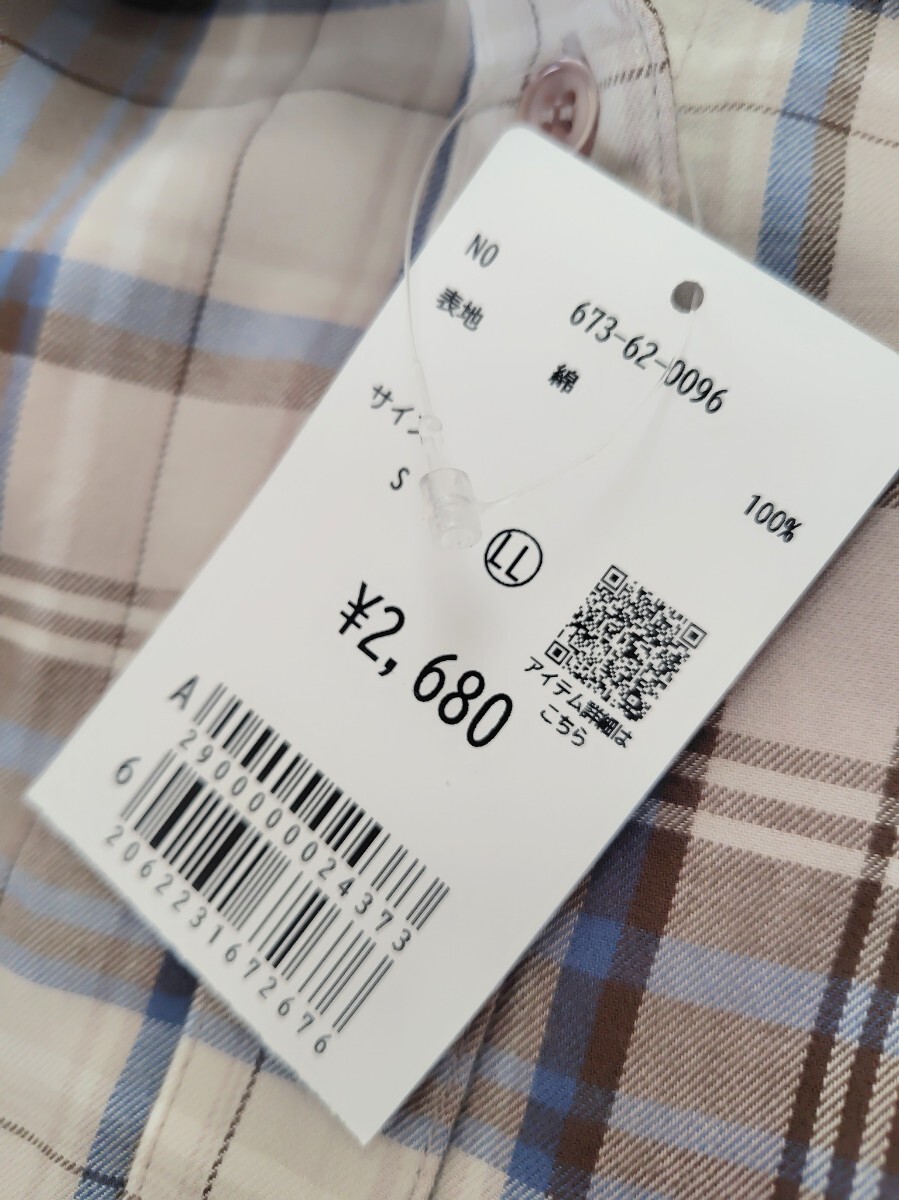 NO 673-62-0096
表地 綿 100%
サイズ
S LL
¥2,680
アイテム詳細は
こちら
A
2900000024373
6
2062231672676